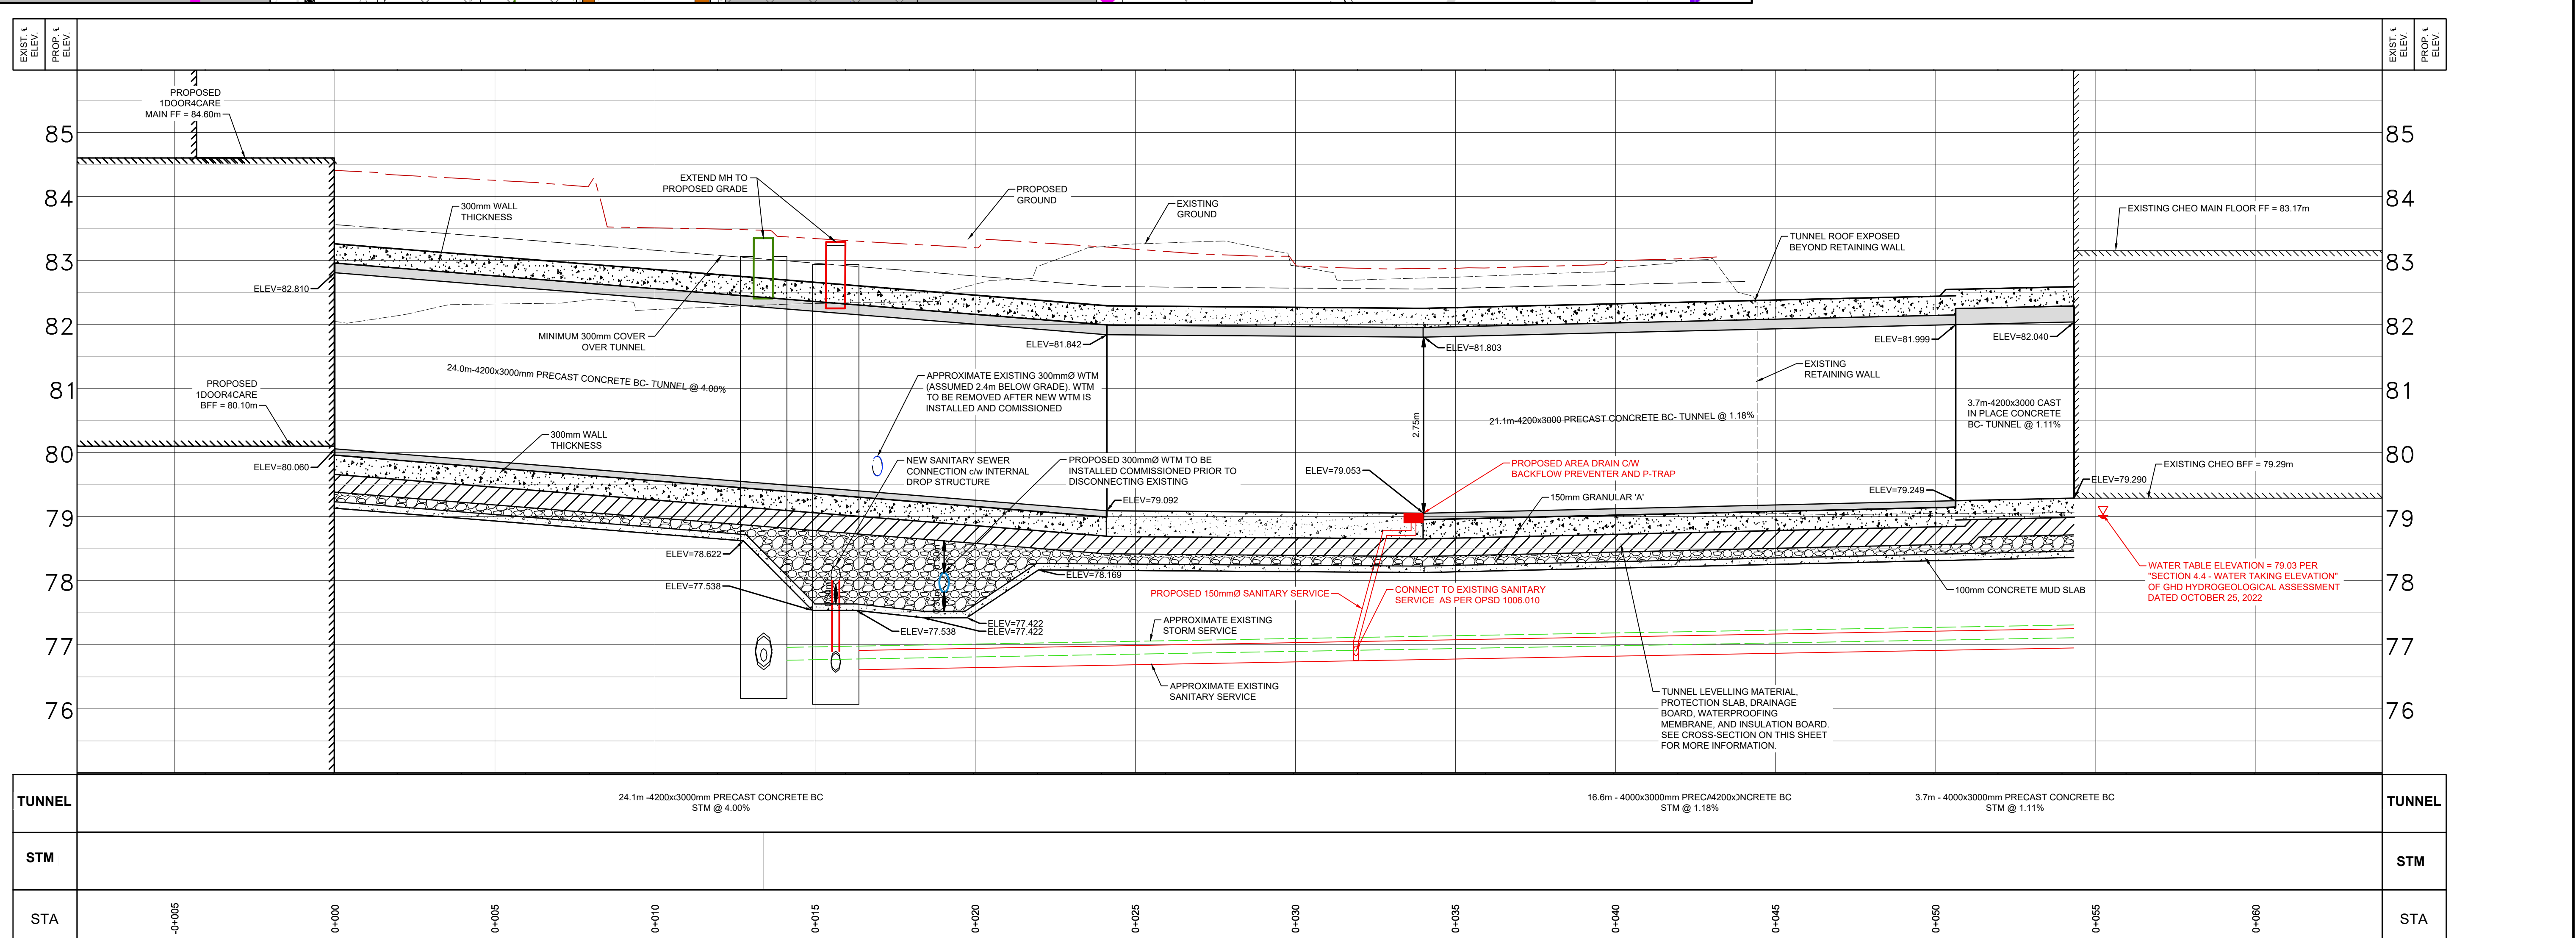 EXIST. ℄
ELEV.
PROP. ℄
ELEV.
EXIST. ℄
ELEV.
PROP. ℄
ELEV.
PROPOSED
1DOOR4CARE
MAIN FF = 84.60m
85
84
83
82
81
80
79
78
77
76
85
84
83
82
81
80
79
78
77
76
EXTEND MH TO
PROPOSED GRADE
PROPOSED
GROUND
EXISTING
GROUND
300mm WALL
THICKNESS
EXISTING CHEO MAIN FLOOR FF = 83.17m
TUNNEL ROOF EXPOSED
BEYOND RETAINING WALL
ELEV=82.810
MINIMUM 300mm COVER
OVER TUNNEL
ELEV=81.842
ELEV=81.803
ELEV=81.999
ELEV=82.040
24.0m-4200x3000mm PRECAST CONCRETE BC- TUNNEL @ 4.00%
APPROXIMATE EXISTING 300mmØ WTM
(ASSUMED 2.4m BELOW GRADE). WTM
TO BE REMOVED AFTER NEW WTM IS
INSTALLED AND COMISSIONED
EXISTING
RETAINING WALL
PROPOSED
1DOOR4CARE
BFF = 80.10m
2.75m
21.1m-4200x3000 PRECAST CONCRETE BC- TUNNEL @ 1.18%
3.7m-4200x3000 CAST
IN PLACE CONCRETE
BC- TUNNEL @ 1.11%
300mm WALL
THICKNESS
ELEV=80.060
NEW SANITARY SEWER
CONNECTION c/w INTERNAL
DROP STRUCTURE
PROPOSED 300mmØ WTM TO BE
INSTALLED COMMISSIONED PRIOR TO
DISCONNECTING EXISTING
ELEV=79.053
PROPOSED AREA DRAIN C/W
BACKFLOW PREVENTER AND P-TRAP
EXISTING CHEO BFF = 79.29m
ELEV=79.290
ELEV=79.092
150mm GRANULAR 'A'
ELEV=79.249
ELEV=78.622
ELEV=78.169
ELEV=77.538
PROPOSED 150mmØ SANITARY SERVICE
CONNECT TO EXISTING SANITARY
SERVICE AS PER OPSD 1006.010
100mm CONCRETE MUD SLAB
WATER TABLE ELEVATION = 79.03 PER
"SECTION 4.4 - WATER TAKING ELEVATION"
OF GHD HYDROGEOLOGICAL ASSESSMENT
DATED OCTOBER 25, 2022
ELEV=77.422
ELEV=77.538
ELEV=77.422
APPROXIMATE EXISTING
STORM SERVICE
APPROXIMATE EXISTING
SANITARY SERVICE
TUNNEL LEVELLING MATERIAL,
PROTECTION SLAB, DRAINAGE
BOARD, WATERPROOFING
MEMBRANE, AND INSULATION BOARD.
SEE CROSS-SECTION ON THIS SHEET
FOR MORE INFORMATION.
TUNNEL
24.1m -4200x3000mm PRECAST CONCRETE BC
STM @ 4.00%
16.6m - 4000x3000mm
STM @ 1.18%
3.7m - 4000x3000mm PRECAST CONCRETE BC
STM @ 1.11%
TUNNEL
STM
STM
STA
-0+005
0+000
0+005
0+010
0+015
0+020
0+025
0+030
0+035
0+040
0+045
0+050
0+055
0+060
STA